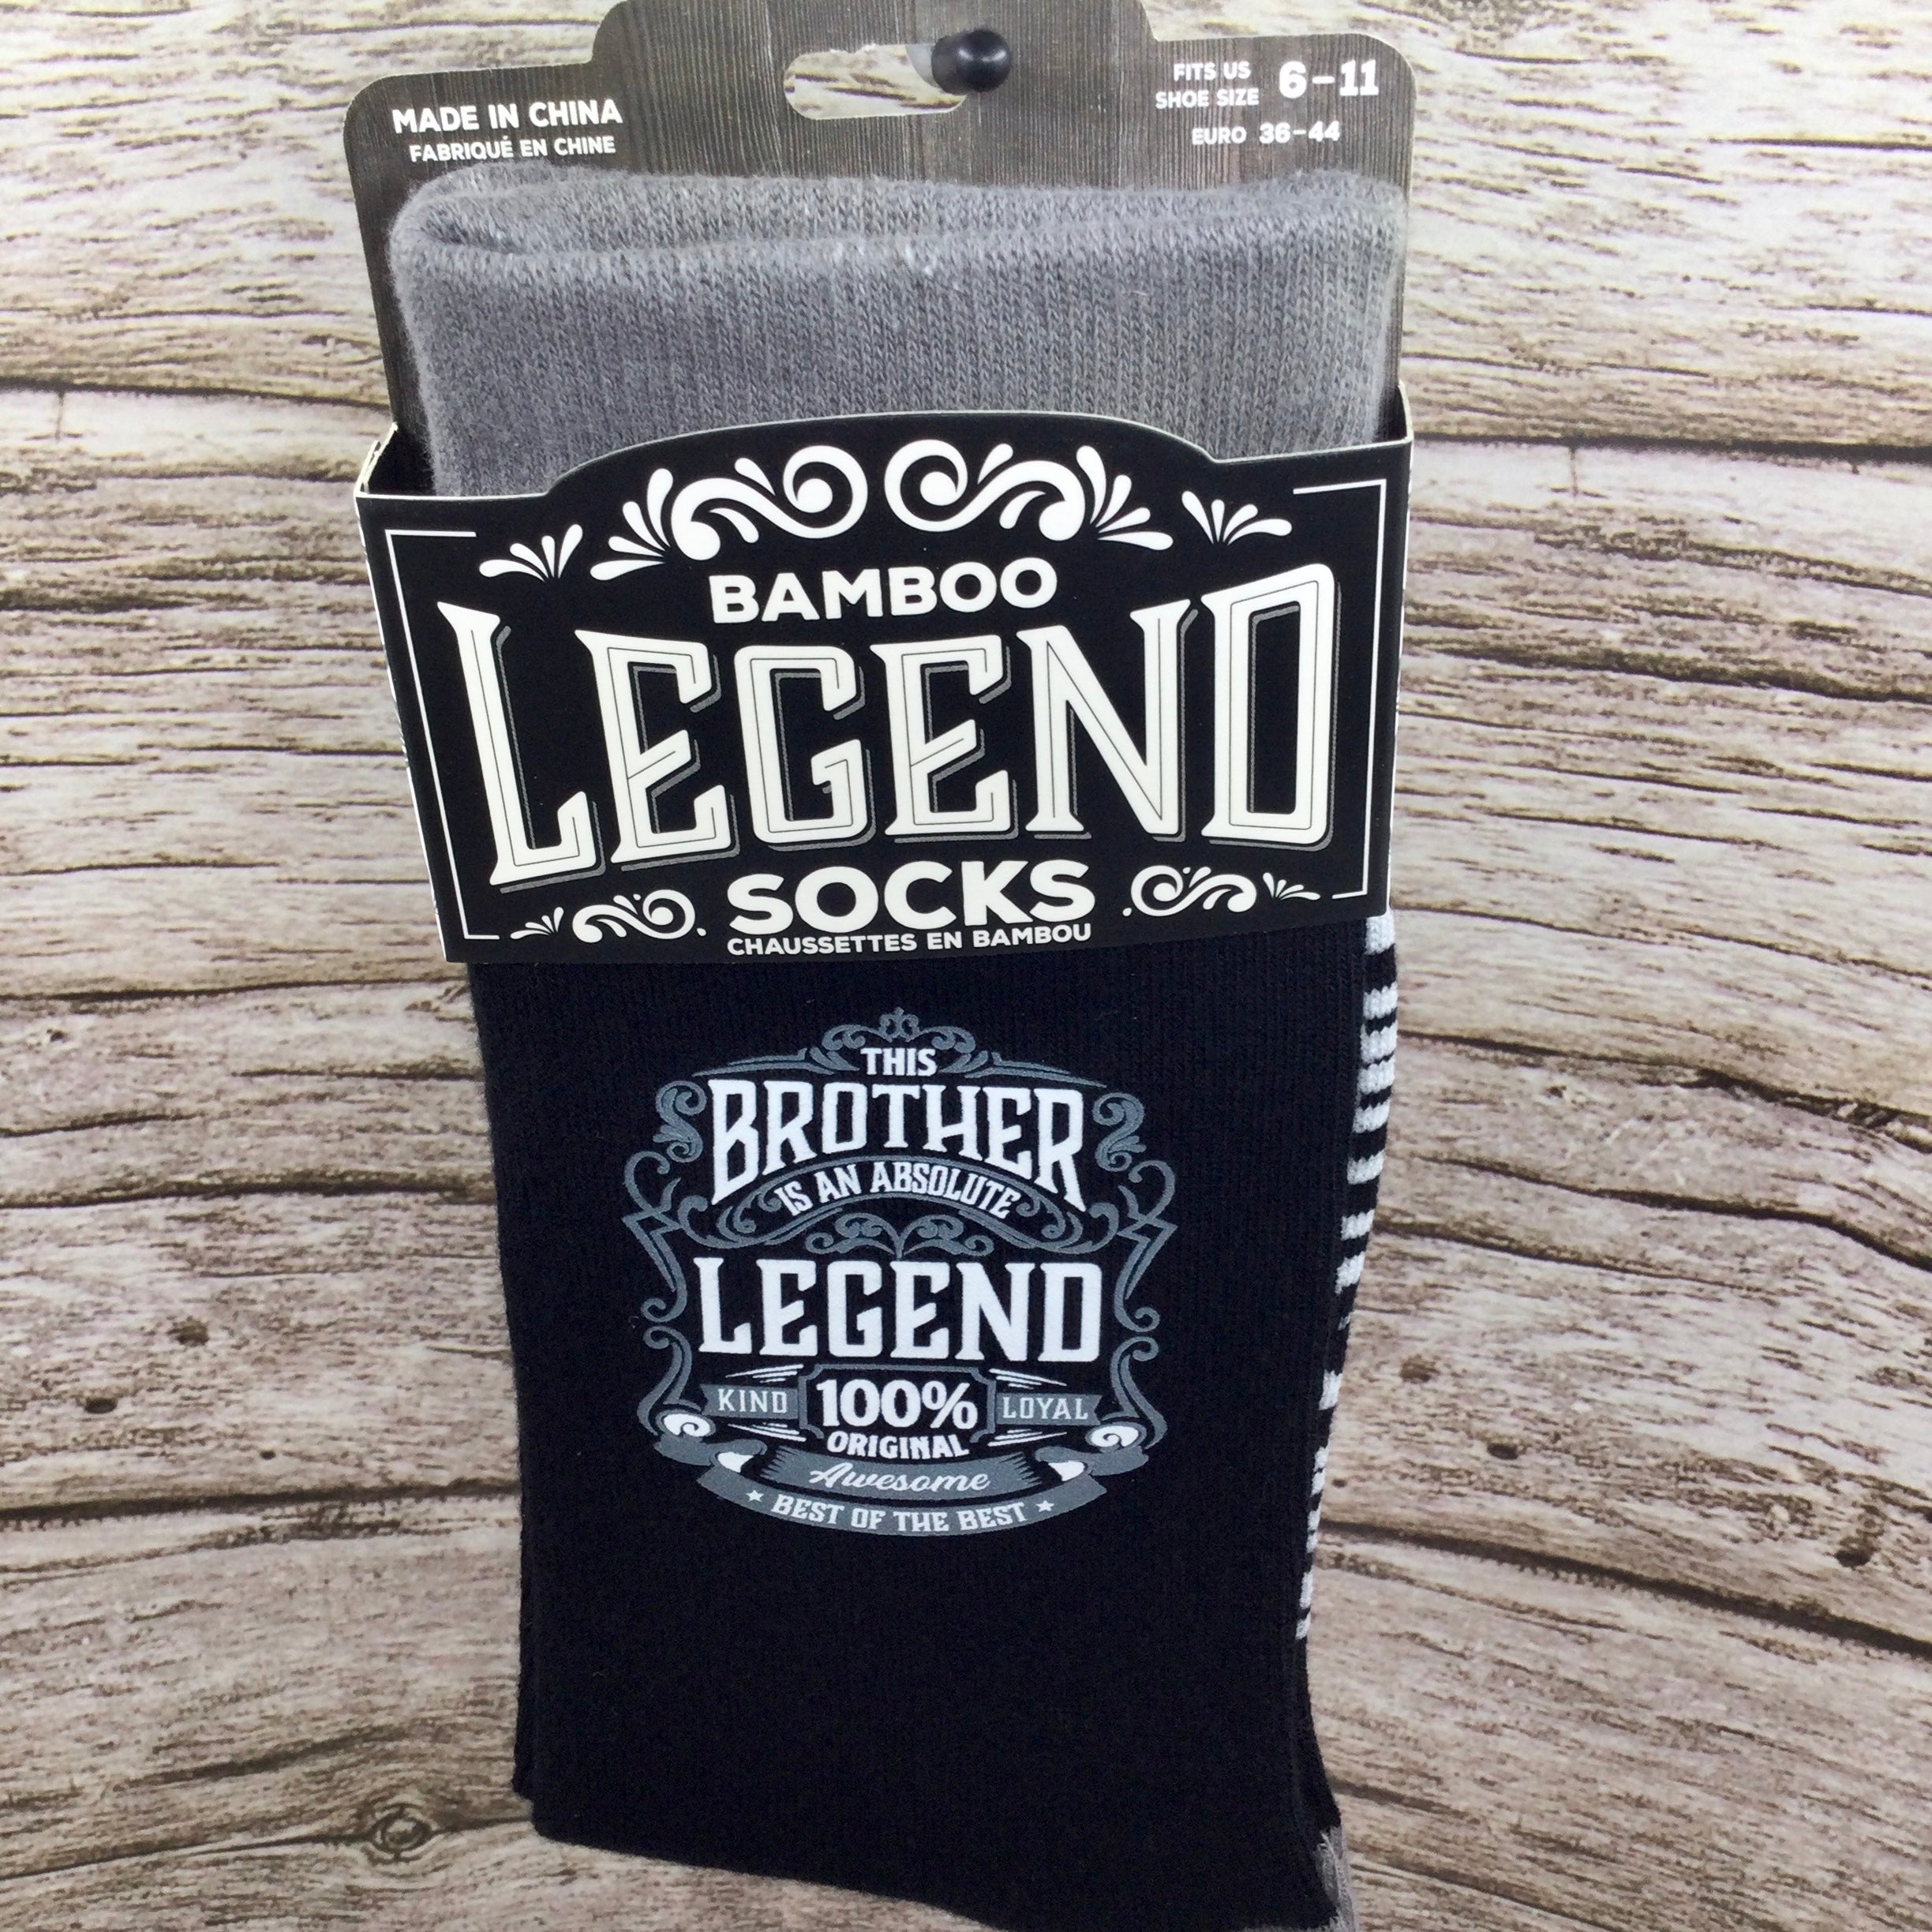 MADE IN CHINA
FABRIQUÉ EN CHINE
FITS US
SHOE SIZE 6-11
EURO 36-44
BAMBOO
LEGEND
SOCKS
CHAUSSETTES EN BAMBOU
THIS
BROTHER
IS AN ABSOLUTE
LEGEND
KIND 100% LOYAL
ORIGINAL
Awesome
★ BEST OF THE BEST ★